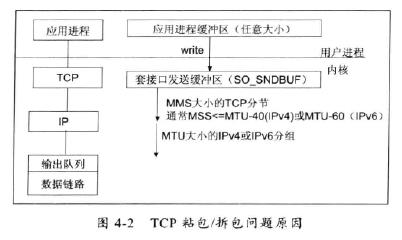 应用进程
应用进程缓冲区（任意大小）
write
用户进程
内核
TCP
套接口发送缓冲区（SO_SNDBUF）
MMS大小的TCP分节
通常MSS<=MTU-40(IPv4)或MTU-60（IPv6）
IP
MTU大小的IPv4或IPv6分组
输出队列
数据链路
图 4-2 TCP 粘包/拆包问题原因